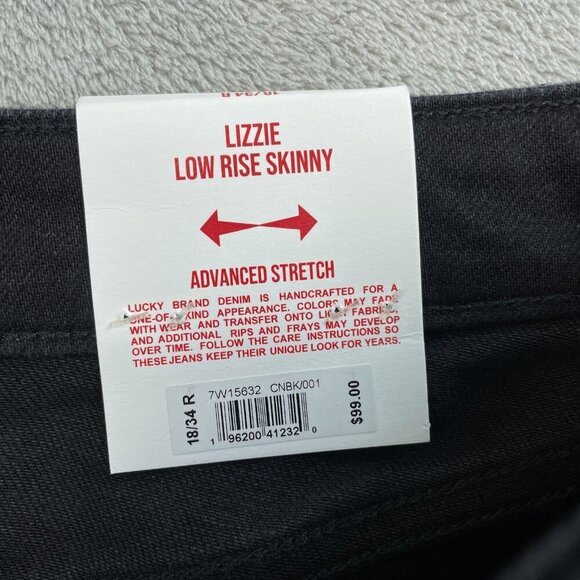 18/34 R
LIZZIE
LOW RISE SKINNY
ADVANCED STRETCH
LUCKY BRAND DENIM IS HANDCRAFTED FOR A
ONE-OF-A-KIND APPEARANCE. COLORS MAY FADE
WITH WEAR AND TRANSFER ONTO LIGHT FABRIC,
AND ADDITIONAL RIPS AND FRAYS MAY DEVELOP
OVER TIME. FOLLOW THE CARE INSTRUCTIONS SO
THESE JEANS KEEP THEIR UNIQUE LOOK FOR YEARS.
18/34 R
7W15632 CNBK/001
1 96200 41232 0
$99.00